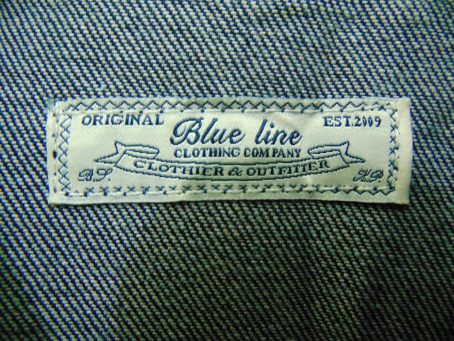 ORIGINAL Blue line EST.2009
CLOTHING COMPANY
CLOTHIER & OUTFITTER